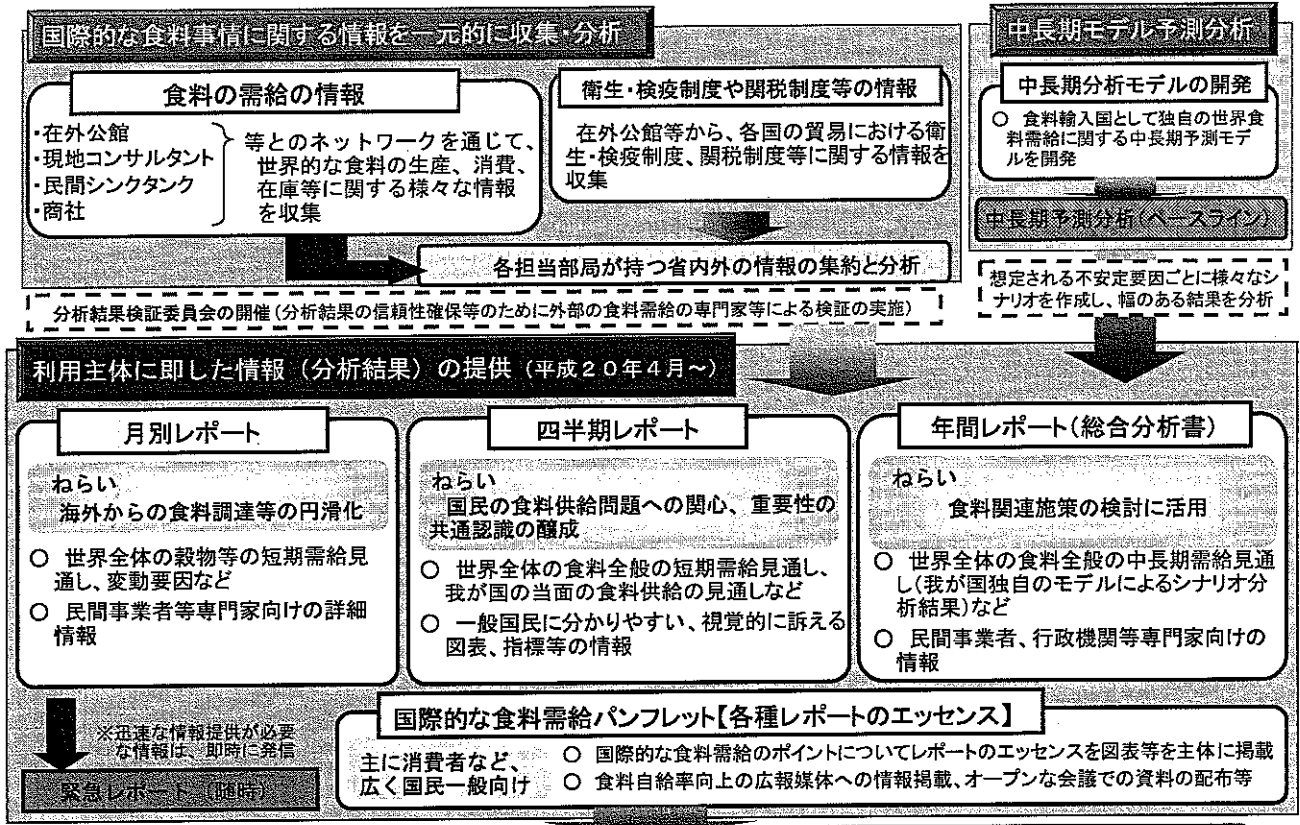 国際的な食料事情に関する情報を一元的に収集・分析
食料の需給の情報
・在外公館
・現地コンサルタント
・民間シンクタンク
・商社
等とのネットワークを通じて、
世界的な食料の生産、消費、
在庫等に関する様々な情報
を収集
衛生・検疫制度や関税制度等の情報
在外公館等から、各国の貿易における衛
生・検疫制度、関税制度等に関する情報を
収集
各担当部局が持つ省内外の情報の集約と分析
中長期モデル予測分析
中長期分析モデルの開発
○ 食料輸入国として独自の世界食
料需給に関する中長期予測モデ
ルを開発
中長期予測分析(ベースライン)
分析結果検証委員会の開催(分析結果の信頼性確保等のために外部の食料需給の専門家等による検証の実施)
想定される不安定要因ごとに様々なシ
ナリオを作成し、幅のある結果を分析
利用主体に即した情報(分析結果)の提供(平成20年4月~)
月別レポート
ねらい
海外からの食料調達等の円滑化
○ 世界全体の穀物等の短期需給見
通し、変動要因など
○ 民間事業者等専門家向けの詳細
情報
四半期レポート
ねらい
国民の食料供給問題への関心、重要性の
共通認識の醸成
○ 世界全体の食料全般の短期需給見通し、
我が国の当面の食料供給の見通しなど
○ 一般国民に分かりやすい、視覚的に訴える
図表、指標等の情報
年間レポート(総合分析書)
ねらい
食料関連施策の検討に活用
○ 世界全体の食料全般の中長期需給見通
し(我が国独自のモデルによるシナリオ分
析結果)など
○ 民間事業者、行政機関等専門家向けの
情報
※迅速な情報提供が必要
な情報は、即時に発信
緊急レポート(随時)
国際的な食料需給パンフレット【各種レポートのエッセンス】
主に消費者など、
広く国民一般向け
○ 国際的な食料需給のポイントについてレポートのエッセンスを図表等を主体に掲載
○ 食料自給率向上の広報媒体への情報掲載、オープンな会議での資料の配布等